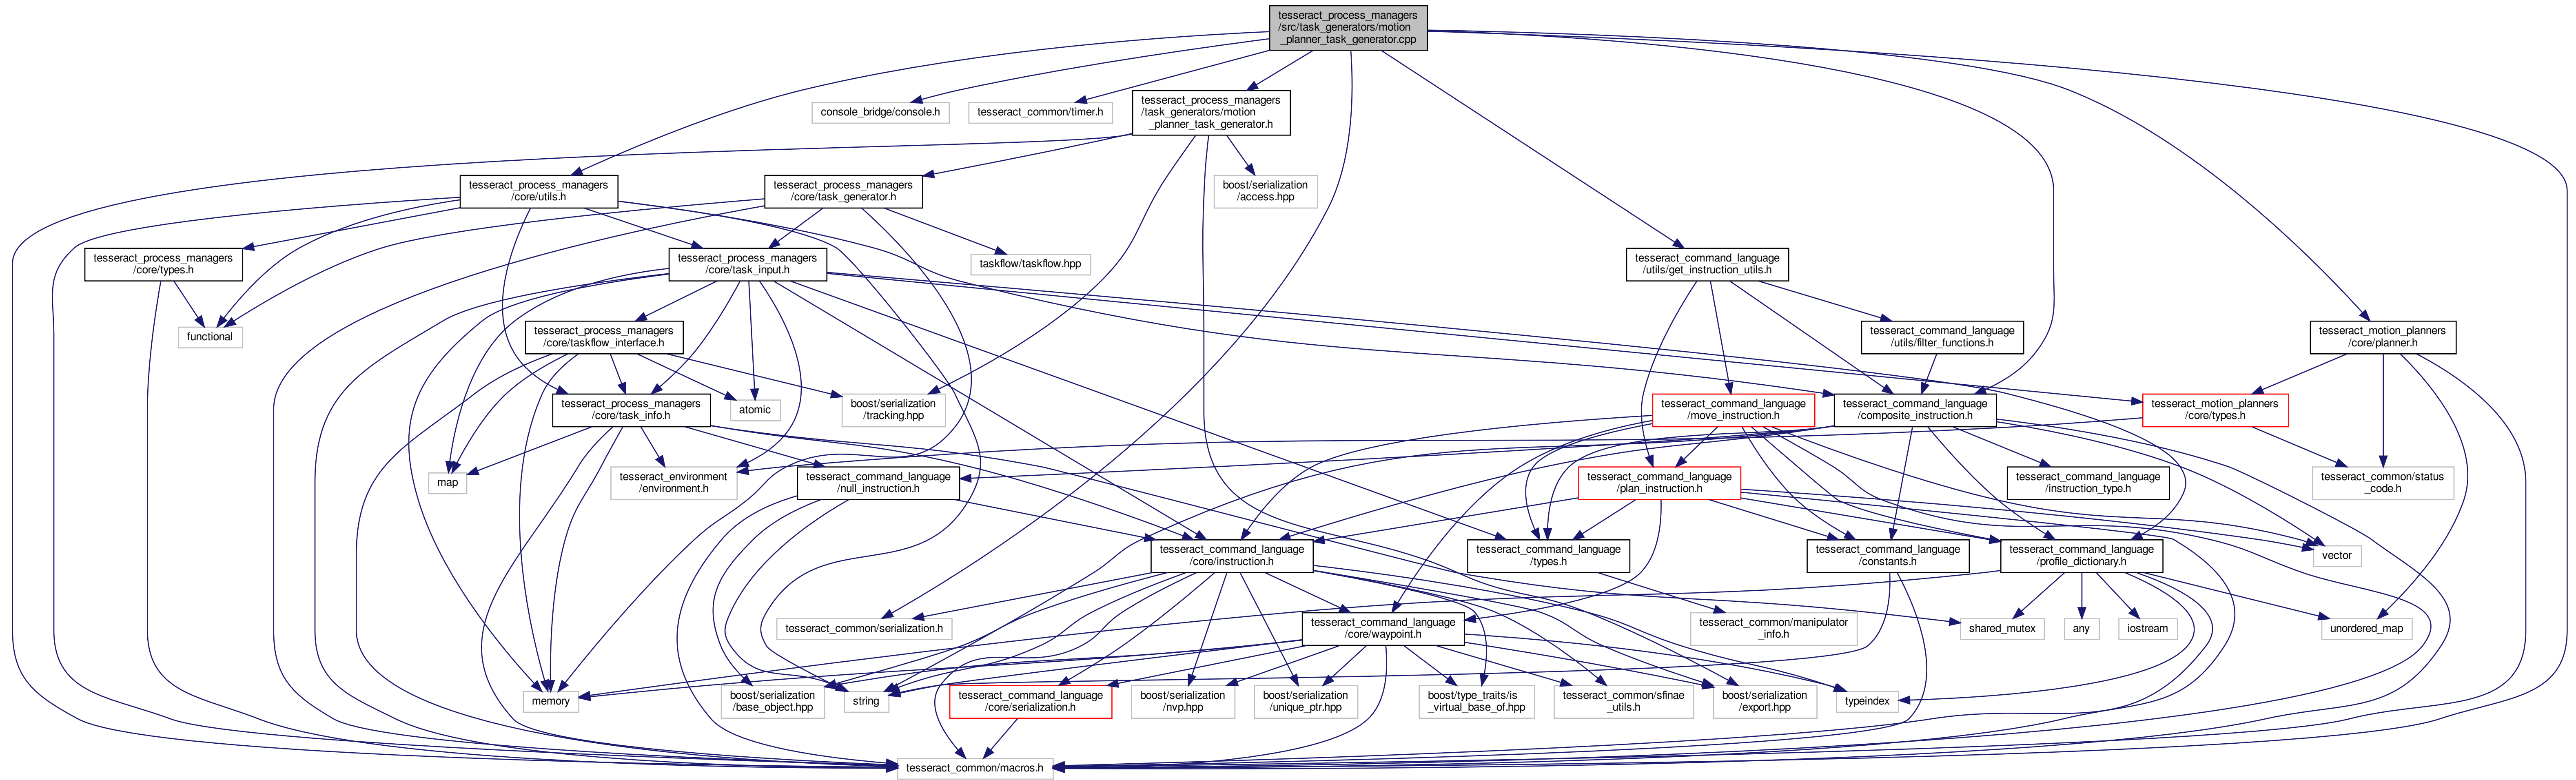 tesseract_process_managers
/src/task_generators/motion
_planner_task_generator.cpp
console_bridge/console.h
tesseract_common/timer.h
tesseract_process_managers
/task_generators/motion
_planner_task_generator.h
tesseract_process_managers
/core/utils.h
tesseract_process_managers
/core/task_generator.h
boost/serialization
/access.hpp
tesseract_process_managers
/core/types.h
tesseract_process_managers
/core/task_input.h
taskflow/taskflow.hpp
tesseract_command_language
/utils/get_instruction_utils.h
functional
tesseract_process_managers
/core/taskflow_interface.h
tesseract_command_language
/utils/filter_functions.h
tesseract_motion_planners
/core/planner.h
tesseract_process_managers
/core/task_info.h
atomic
boost/serialization
/tracking.hpp
tesseract_command_language
/move_instruction.h
tesseract_command_language
/composite_instruction.h
tesseract_motion_planners
/core/types.h
map
tesseract_environment
/environment.h
tesseract_command_language
/null_instruction.h
tesseract_command_language
/plan_instruction.h
tesseract_command_language
/instruction_type.h
tesseract_common/status
_code.h
tesseract_command_language
/core/instruction.h
tesseract_command_language
/types.h
tesseract_command_language
/constants.h
tesseract_command_language
/profile_dictionary.h
vector
tesseract_common/serialization.h
tesseract_command_language
/core/waypoint.h
tesseract_common/manipulator
_info.h
shared_mutex
any
iostream
unordered_map
memory
boost/serialization
/base_object.hpp
string
tesseract_command_language
/core/serialization.h
boost/serialization
/nvp.hpp
boost/serialization
/unique_ptr.hpp
boost/type_traits/is
_virtual_base_of.hpp
tesseract_common/sfinae
_utils.h
boost/serialization
/export.hpp
typeindex
tesseract_common/macros.h